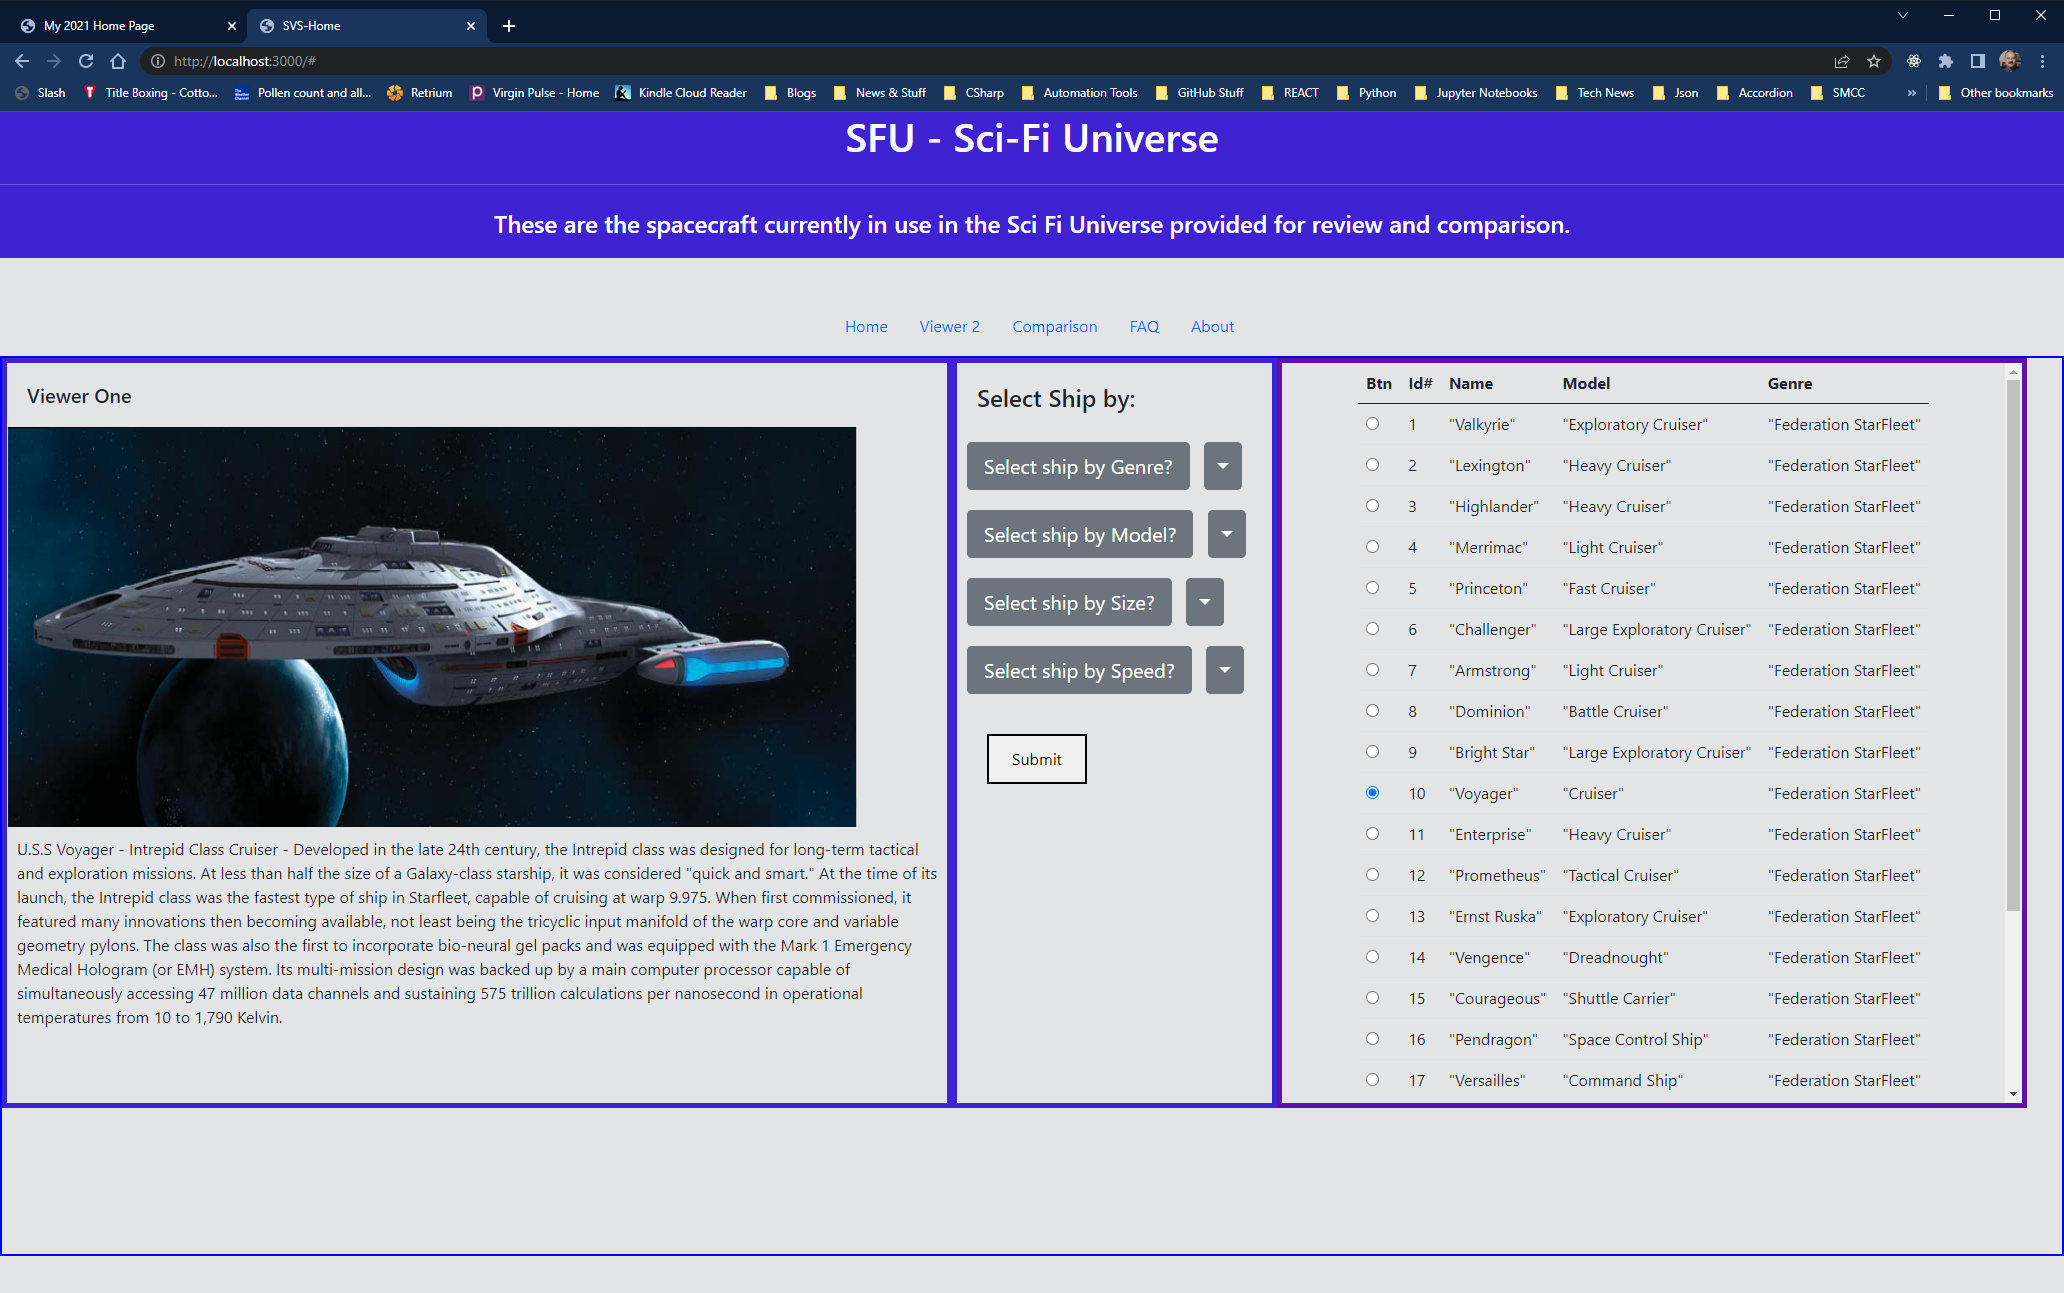 My 2021 Home Page
SVS-Home
http://localhost:3000/#
Slash Title Boxing - Cotto... Pollen count and all... Retrium Virgin Pulse - Home Kindle Cloud Reader Blogs News & Stuff CSharp Automation Tools GitHub Stuff REACT Python Jupyter Notebooks Tech News Json Accordion SMCC » Other bookmarks
SFU - Sci-Fi Universe
These are the spacecraft currently in use in the Sci Fi Universe provided for review and comparison.
Home Viewer 2 Comparison FAQ About
Viewer One
U.S.S Voyager - Intrepid Class Cruiser - Developed in the late 24th century, the Intrepid class was designed for long-term tactical
and exploration missions. At less than half the size of a Galaxy-class starship, it was considered "quick and smart." At the time of its
launch, the Intrepid class was the fastest type of ship in Starfleet, capable of cruising at warp 9.975. When first commissioned, it
featured many innovations then becoming available, not least being the tricyclic input manifold of the warp core and variable
geometry pylons. The class was also the first to incorporate bio-neural gel packs and was equipped with the Mark 1 Emergency
Medical Hologram (or EMH) system. Its multi-mission design was backed up by a main computer processor capable of
simultaneously accessing 47 million data channels and sustaining 575 trillion calculations per nanosecond in operational
temperatures from 10 to 1,790 Kelvin.
Select Ship by:
Select ship by Genre?
Select ship by Model?
Select ship by Size?
Select ship by Speed?
Submit
Btn Id# Name Model Genre
1 "Valkyrie" "Exploratory Cruiser" "Federation StarFleet"
2 "Lexington" "Heavy Cruiser" "Federation StarFleet"
3 "Highlander" "Heavy Cruiser" "Federation StarFleet"
4 "Merrimac" "Light Cruiser" "Federation StarFleet"
5 "Princeton" "Fast Cruiser" "Federation StarFleet"
6 "Challenger" "Large Exploratory Cruiser" "Federation StarFleet"
7 "Armstrong" "Light Cruiser" "Federation StarFleet"
8 "Dominion" "Battle Cruiser" "Federation StarFleet"
9 "Bright Star" "Large Exploratory Cruiser" "Federation StarFleet"
10 "Voyager" "Cruiser" "Federation StarFleet"
11 "Enterprise" "Heavy Cruiser" "Federation StarFleet"
12 "Prometheus" "Tactical Cruiser" "Federation StarFleet"
13 "Ernst Ruska" "Exploratory Cruiser" "Federation StarFleet"
14 "Vengence" "Dreadnought" "Federation StarFleet"
15 "Courageous" "Shuttle Carrier" "Federation StarFleet"
16 "Pendragon" "Space Control Ship" "Federation StarFleet"
17 "Versailles" "Command Ship" "Federation StarFleet"